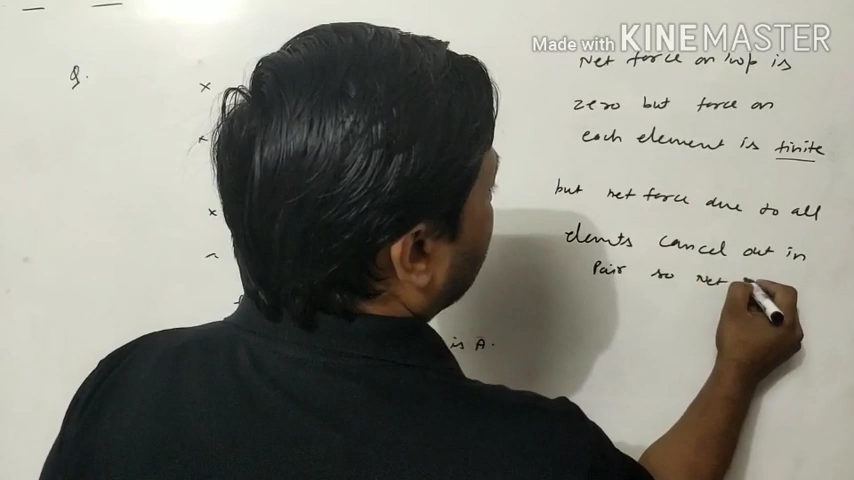 Made with KINEMASTER
Q.
Net force on loop is
zero but force on
each element is finite
but net force due to all
elemts cancel out in
Pair so Net
is A.